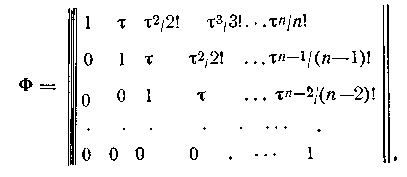 1 τ τ²/2! τ³/3! ... τⁿ/n!
0 1 τ τ²/2! ... τⁿ⁻¹/(n—1)!
Φ = 0 0 1 τ ... τⁿ⁻²/(n—2)!
. . . . . ... .
0 0 0 0 . ... 1 .